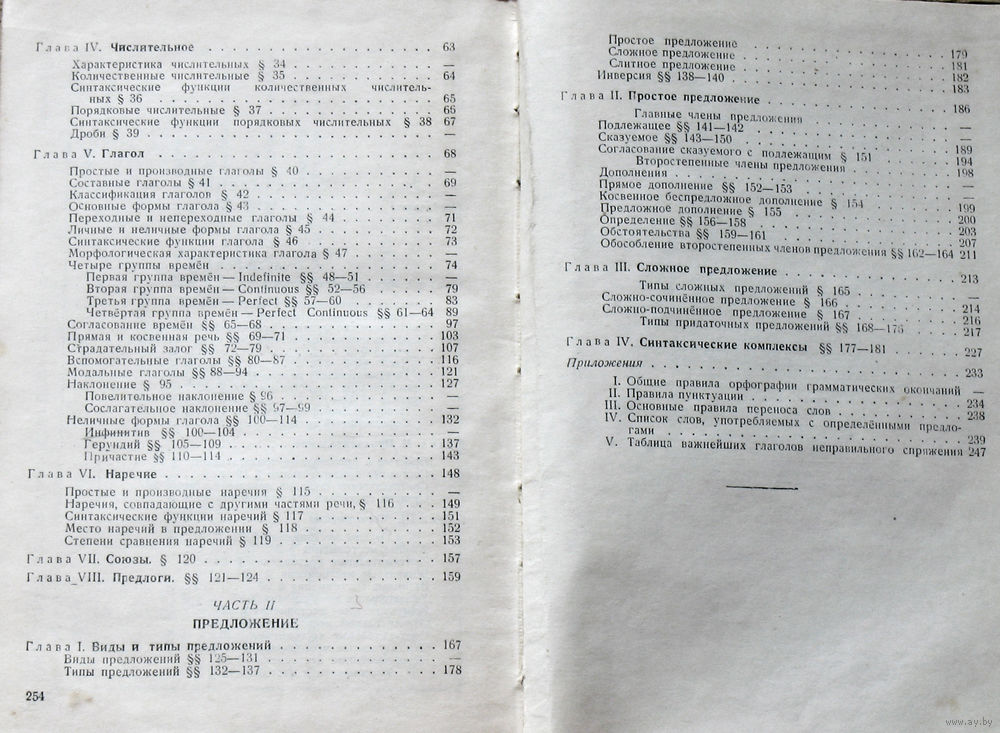 Глава IV. Числительное . . . . . . . . . . . . . . . . 63
Характеристика числительных § 34 . . . . . . . . . . —
Количественные числительные § 35 . . . . . . . . . . 64
Синтаксические функции количественных числитель-
ных § 36 . . . . . . . . . . . . . . . . 65
Порядковые числительные § 37 . . . . . . . . . . . . 66
Синтаксические функции порядковых числительных § 38 67
Дроби § 39 . . . . . . . . . . . . . . . . —
Глава V. Глагол . . . . . . . . . . . . . . . . 68
Простые и производные глаголы § 40 . . . . . . . . . —
Составные глаголы § 41 . . . . . . . . . . . . . 69
Классификация глаголов § 42 . . . . . . . . . . . —
Основные формы глагола § 43 . . . . . . . . . . . —
Переходные и непереходные глаголы § 44 . . . . . . . 71
Личные и неличные формы глагола § 45 . . . . . . . . 72
Синтаксические функции глагола § 46 . . . . . . . . . 73
Морфологическая характеристика глагола § 47 . . . . . . —
Четыре группы времён . . . . . . . . . . . . . 74
Первая группа времён — Indefinite §§ 48—51 . . . . . . —
Вторая группа времён — Continuous §§ 52—56 . . . . . . 79
Третья группа времён — Perfect §§ 57—60 . . . . . . . 83
Четвёртая группа времён — Perfect Continuous §§ 61—64 89
Согласование времён §§ 65—68 . . . . . . . . . . . 97
Прямая и косвенная речь §§ 69—71 . . . . . . . . . 103
Страдательный залог §§ 72—79 . . . . . . . . . . . 107
Вспомогательные глаголы §§ 80—87 . . . . . . . . . 116
Модальные глаголы §§ 88—94 . . . . . . . . . . . 121
Наклонение § 95 . . . . . . . . . . . . . . . 127
Повелительное наклонение § 96 . . . . . . . . . . —
Сослагательное наклонение §§ 97—99 . . . . . . . . —
Неличные формы глагола §§ 100—114 . . . . . . . . . 132
Инфинитив §§ 100—104 . . . . . . . . . . . . —
Герундий §§ 105—109 . . . . . . . . . . . . . 137
Причастие §§ 110—114 . . . . . . . . . . . . . 143
Глава VI. Наречие . . . . . . . . . . . . . . . 148
Простые и производные наречия § 115 . . . . . . . . —
Наречия, совпадающие с другими частями речи, § 116 . . . 149
Синтаксические функции наречий § 117 . . . . . . . . 151
Место наречий в предложении § 118 . . . . . . . . . 152
Степени сравнения наречий § 119 . . . . . . . . . . 153
Глава VII. Союзы. § 120 . . . . . . . . . . . . . 157
Глава VIII. Предлоги. §§ 121—124 . . . . . . . . . . 159
ЧАСТЬ II
ПРЕДЛОЖЕНИЕ
Глава I. Виды и типы предложений . . . . . . . . . . 167
Виды предложений §§ 125—131 . . . . . . . . . . . —
Типы предложений §§ 132—137 . . . . . . . . . . . 178
254
Простое предложение . . . . . . . . . . . . . 179
Сложное предложение . . . . . . . . . . . . . 181
Слитное предложение . . . . . . . . . . . . . 182
Инверсия §§ 138—140 . . . . . . . . . . . . . 183
Глава II. Простое предложение . . . . . . . . . . . 186
Главные члены предложения
Подлежащее §§ 141—142 . . . . . . . . . . . . —
Сказуемое §§ 143—150 . . . . . . . . . . . . —
Согласование сказуемого с подлежащим § 151 . . . . . . 189
Второстепенные члены предложения . . . . . . . 194
Дополнения . . . . . . . . . . . . . . . 198
Прямое дополнение §§ 152—153 . . . . . . . . . . —
Косвенное беспредложное дополнение § 154 . . . . . . —
Предложное дополнение § 155 . . . . . . . . . . 199
Определение §§ 156—158 . . . . . . . . . . . . 200
Обстоятельства §§ 159—161 . . . . . . . . . . . 203
207
Обособление второстепенных членов предложения §§ 162—164 211
Глава III. Сложное предложение . . . . . . . . . . 213
Типы сложных предложений § 165 . . . . . . . . —
Сложно-сочинённое предложение § 166 . . . . . . . . —
Сложно-подчинённое предложение § 167 . . . . . . . 214
216
Типы придаточных предложений §§ 168—176 . . . . 217
Глава IV. Синтаксические комплексы §§ 177—181 . . . . 227
Приложения . . . . . . . . . . . . . . . . 233
I. Общие правила орфографии грамматических окончаний —
II. Правила пунктуации . . . . . . . . . . . . 234
III. Основные правила переноса слов . . . . . . . . 238
IV. Список слов, употребляемых с определёнными предло-
гами . . . . . . . . . . . . . . . . 239
V. Таблица важнейших глаголов неправильного спряжения 247
www.ay.by